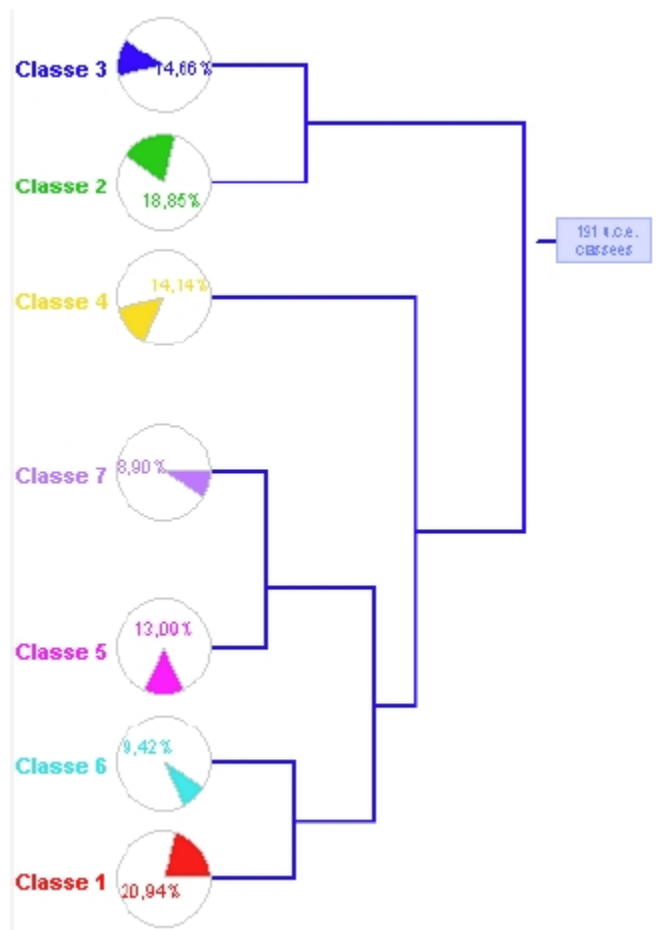 Classe 3
14,66%
Classe 2
18,85%
Classe 4
14,14%
191 u.c.e.
classees
Classe 7
8,90%
Classe 5
13,00%
Classe 6
9,42%
Classe 1
20,94%